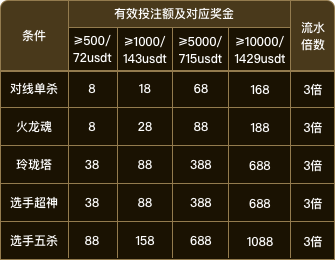 条件 有效投注额及对应奖金 流水倍数
≥500/72usdt ≥1000/143usdt ≥5000/715usdt ≥10000/1429usdt
对线单杀 8 18 68 168 3倍
火龙魂 8 28 88 188 3倍
玲珑塔 38 88 388 688 3倍
选手超神 38 88 388 688 3倍
选手五杀 88 158 688 1088 3倍